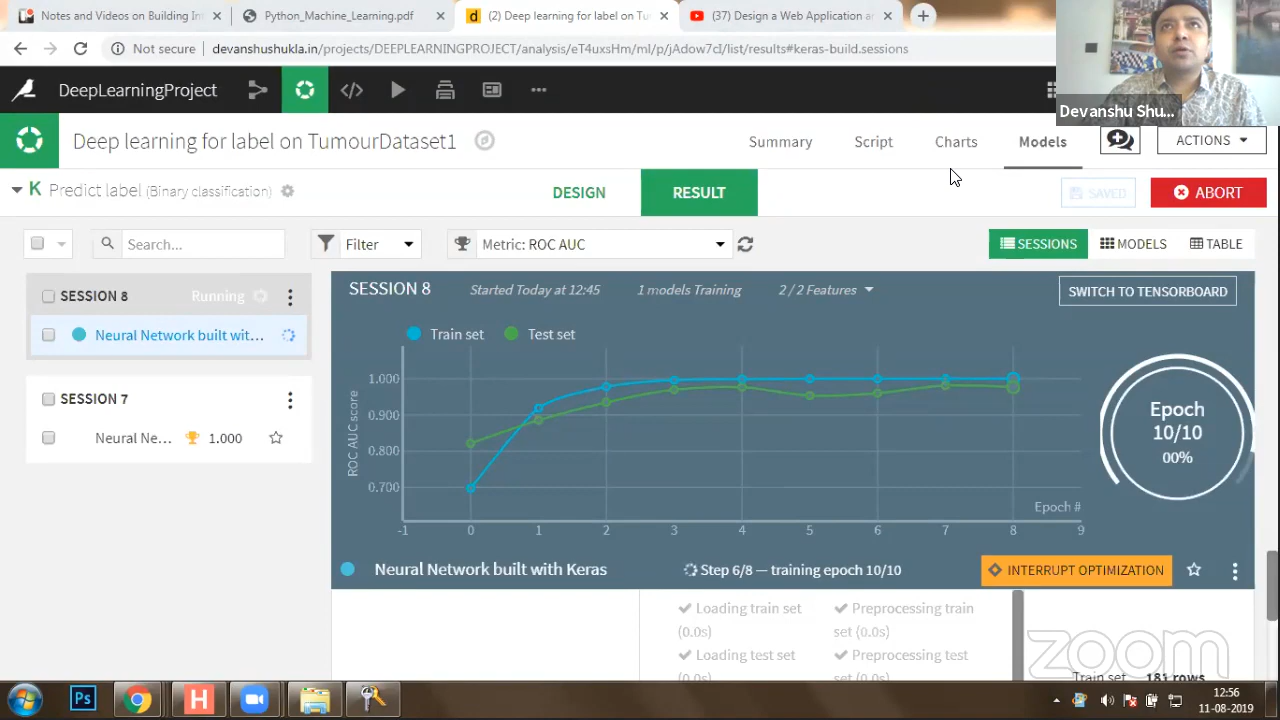 Notes and Videos on Building In
Python_Machine_Learning.pdf
(2) Deep learning for label on Tu
(37) Design a Web Application a
Not secure
devanshushukla.in/projects/DEEPLEARNINGPROJECT/analysis/eT4uxsHm/ml/p/jAdow7cl/list/results#keras-build.sessions
DeepLearningProject
Devanshu Shu...
Deep learning for label on TumourDataset1
Summary
Script
Charts
Models
ACTIONS
K Predict label (Binary classification)
DESIGN
RESULT
SAVED
ABORT
Search...
Filter
Metric: ROC AUC
SESSIONS
MODELS
TABLE
SESSION 8
Running
Neural Network built wit...
SESSION 7
Neural Ne...
1.000
SESSION 8
Started Today at 12:45
1 models Training
2 / 2 Features
SWITCH TO TENSORBOARD
Train set
Test set
ROC AUC score
1.000
0.900
0.800
0.700
Epoch #
-1 0 1 2 3 4 5 6 7 8 9
Epoch
10/10
00%
Neural Network built with Keras
Step 6/8 — training epoch 10/10
INTERRUPT OPTIMIZATION
Loading train set
(0.0s)
Preprocessing train
set (0.0s)
Loading test set
Preprocessing test
Train set 181 rows
zoom
Ps
H
12:56
11-08-2019